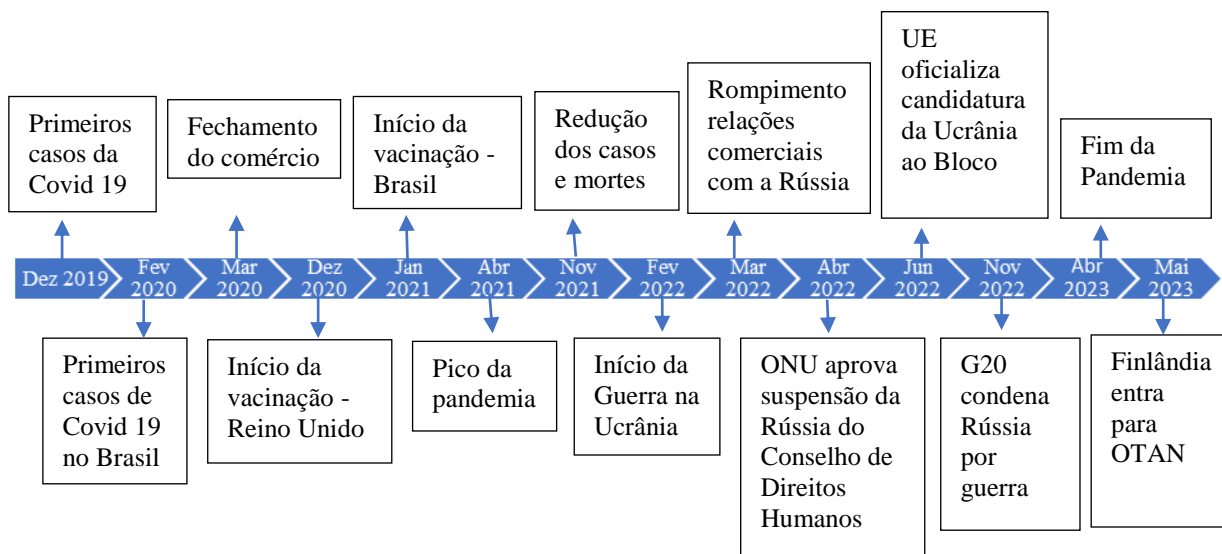 Primeiros
casos da
Covid 19
Fechamento
do comércio
Início da
vacinação -
Brasil
Redução
dos casos
e mortes
Rompimento
relações
comerciais
com a Rússia
UE
oficializa
candidatura
da Ucrânia
ao Bloco
Fim da
Pandemia
Dez 2019
Fev
2020
Mar
2020
Dez
2020
Jan
2021
Abr
2021
Nov
2021
Fev
2022
Mar
2022
Abr
2022
Jun
2022
Nov
2022
Abr
2023
Mai
2023
Primeiros
casos de
Covid 19
no Brasil
Início da
vacinação -
Reino Unido
Pico da
pandemia
Início da
Guerra na
Ucrânia
ONU aprova
suspensão da
Rússia do
Conselho de
Direitos
Humanos
G20
condena
Rússia
por
guerra
Finlândia
entra
para
OTAN